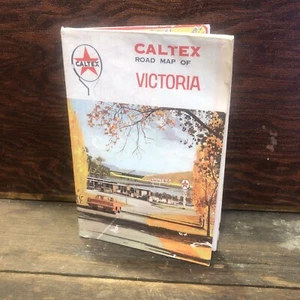 CALTEX
CALTEX
ROAD MAP OF
VICTORIA